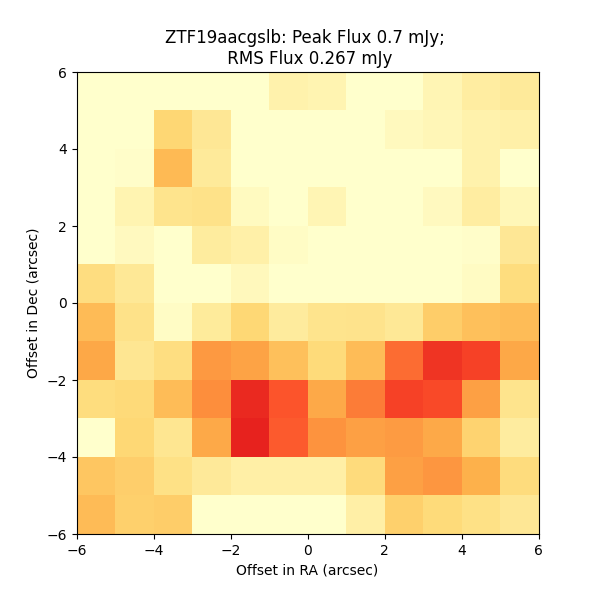 ZTF19aacgslb: Peak Flux 0.7 mJy;
RMS Flux 0.267 mJy
6
4
2
0
−2
−4
−6
Offset in Dec (arcsec)
−6 −4 −2 0 2 4 6
Offset in RA (arcsec)